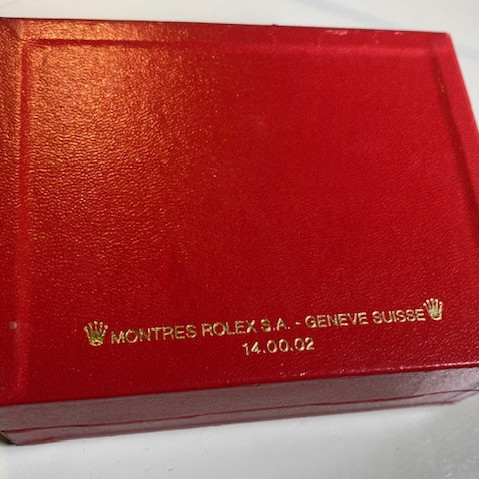 MONTRES ROLEX S.A. - GENEVE SUISSE
14.00.02